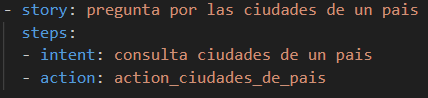 - story: pregunta por las ciudades de un pais
  steps:
  - intent: consulta ciudades de un pais
  - action: action_ciudades_de_pais